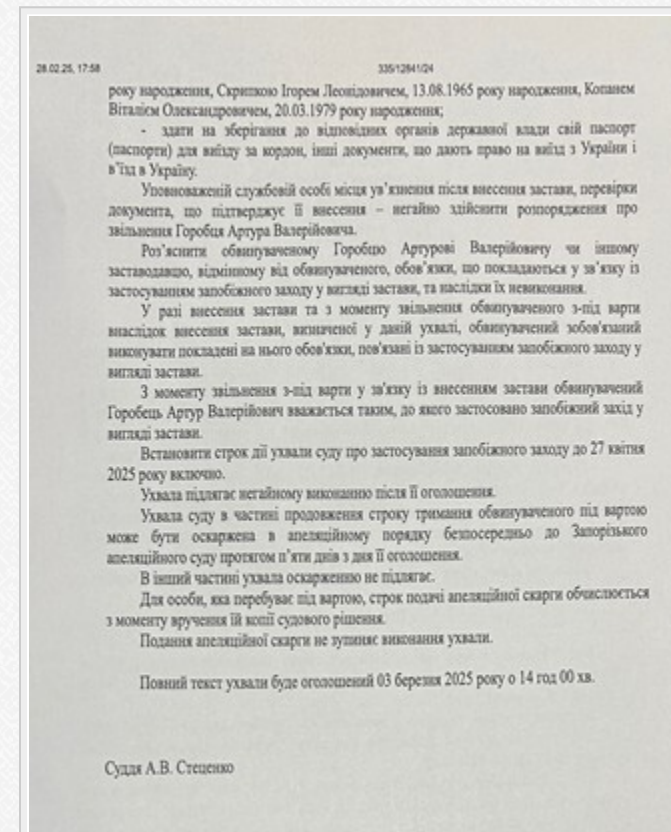 28.02.25, 17:58 335/12841/24
року народження, Скрипкою Ігорем Леонідовичем, 13.08.1965 року народження, Копанем
Віталієм Олександровичем, 20.03.1979 року народження;
- здати на зберігання до відповідних органів державної влади свій паспорт
(паспорти) для виїзду за кордон, інші документи, що дають право на виїзд з України і
в'їзд в Україну.
Уповноваженій службовій особі місця ув'язнення після внесення застави, перевірки
документа, що підтверджує її внесення – негайно здійснити розпорядження про
звільнення Горобця Артура Валерійовича.
Роз'яснити обвинуваченому Горобцю Артурові Валерійовичу чи іншому
заставодавцю, відмінному від обвинуваченого, обов'язки, що покладаються у зв'язку із
застосуванням запобіжного заходу у вигляді застави, та наслідки їх невиконання.
У разі внесення застави та з моменту звільнення обвинуваченого з-під варти
внаслідок внесення застави, визначеної у даній ухвалі, обвинувачений зобов'язаний
виконувати покладені на нього обов'язки, пов'язані із застосуванням запобіжного заходу у
вигляді застави.
З моменту звільнення з-під варти у зв'язку із внесенням застави обвинувачений
Горобець Артур Валерійович вважається таким, до якого застосовано запобіжний захід у
вигляді застави.
Встановити строк дії ухвали суду про застосування запобіжного заходу до 27 квітня
2025 року включно.
Ухвала підлягає негайному виконанню після її оголошення.
Ухвала суду в частині продовження строку тримання обвинуваченого під вартою
може бути оскаржена в апеляційному порядку безпосередньо до Запорізького
апеляційного суду протягом п'яти днів з дня її оголошення.
В іншій частині ухвала оскарженню не підлягає.
Для особи, яка перебуває під вартою, строк подачі апеляційної скарги обчислюється
з моменту вручення їй копії судового рішення.
Подання апеляційної скарги не зупиняє виконання ухвали.
Повний текст ухвали буде оголошений 03 березня 2025 року о 14 год 00 хв.
Суддя А.В. Стеценко